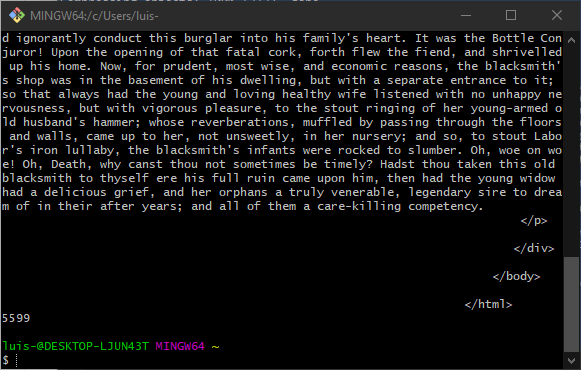 MINGW64:/c/Users/luis-
d ignorantly conduct this burglar into his family's heart. It was the Bottle Con
juror! Upon the opening of that fatal cork, forth flew the fiend, and shrivelled
 up his home. Now, for prudent, most wise, and economic reasons, the blacksmith'
s shop was in the basement of his dwelling, but with a separate entrance to it;
so that always had the young and loving healthy wife listened with no unhappy ne
rvousness, but with vigorous pleasure, to the stout ringing of her young-armed o
ld husband's hammer; whose reverberations, muffled by passing through the floors
 and walls, came up to her, not unsweetly, in her nursery; and so, to stout Labo
r's iron lullaby, the blacksmith's infants were rocked to slumber. Oh, woe on wo
e! Oh, Death, why canst thou not sometimes be timely? Hadst thou taken this old
blacksmith to thyself ere his full ruin came upon him, then had the young widow
had a delicious grief, and her orphans a truly venerable, legendary sire to drea
m of in their after years; and all of them a care-killing competency.
</p>
</div>
</body>
</html>
5599
luis-@DESKTOP-LJUN43T MINGW64 ~
$